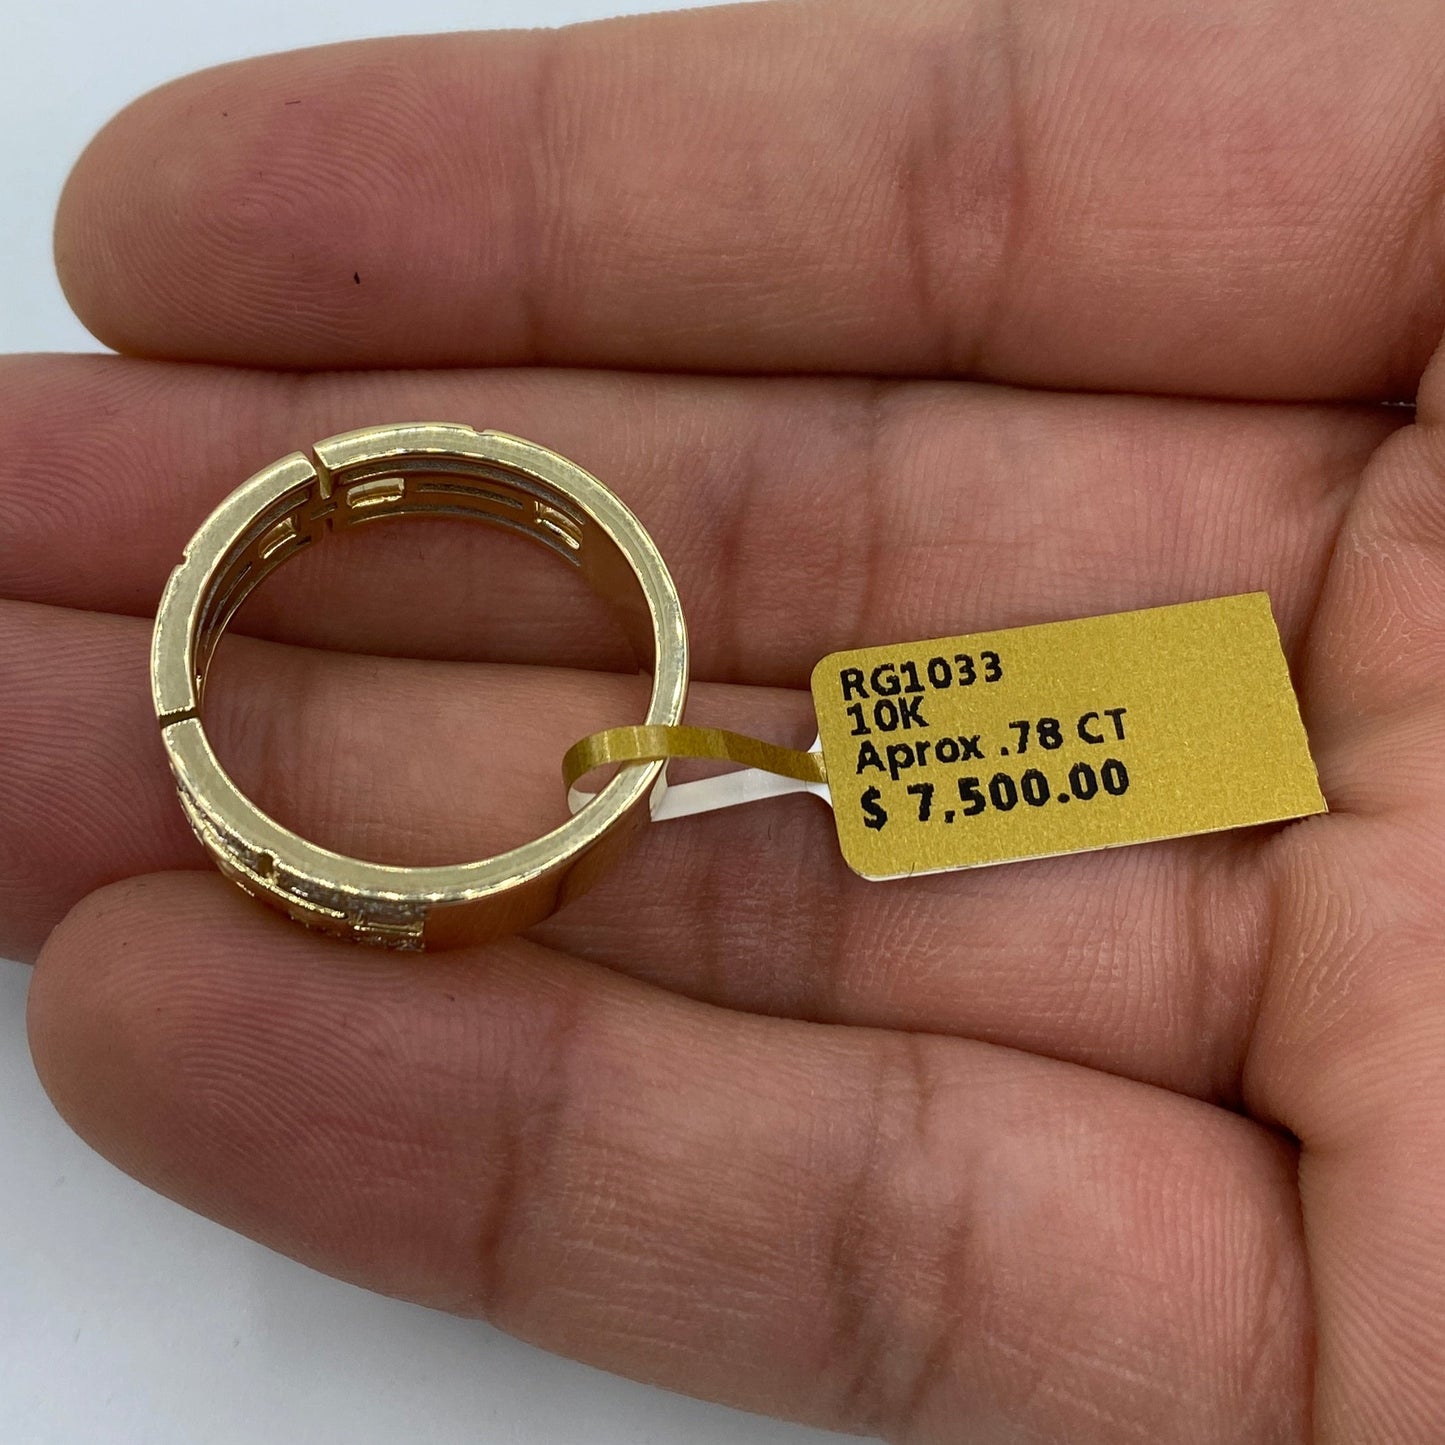 RG1033
10K
Aprox .78 CT
$ 7,500.00